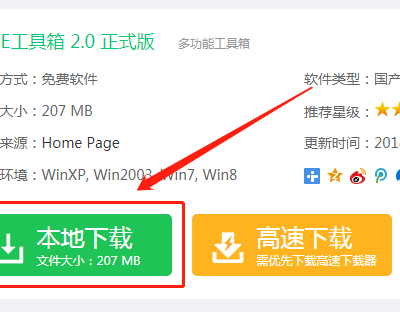 E工具箱 2.0 正式版 多功能工具箱
方式：免费软件 软件类型：国产
大小：207 MB 推荐星级：
来源：Home Page 更新时间：201
环境：WinXP, Win2003, Win7, Win8
本地下载 高速下载
文件大小：207 MB 需优先下载高速下载器